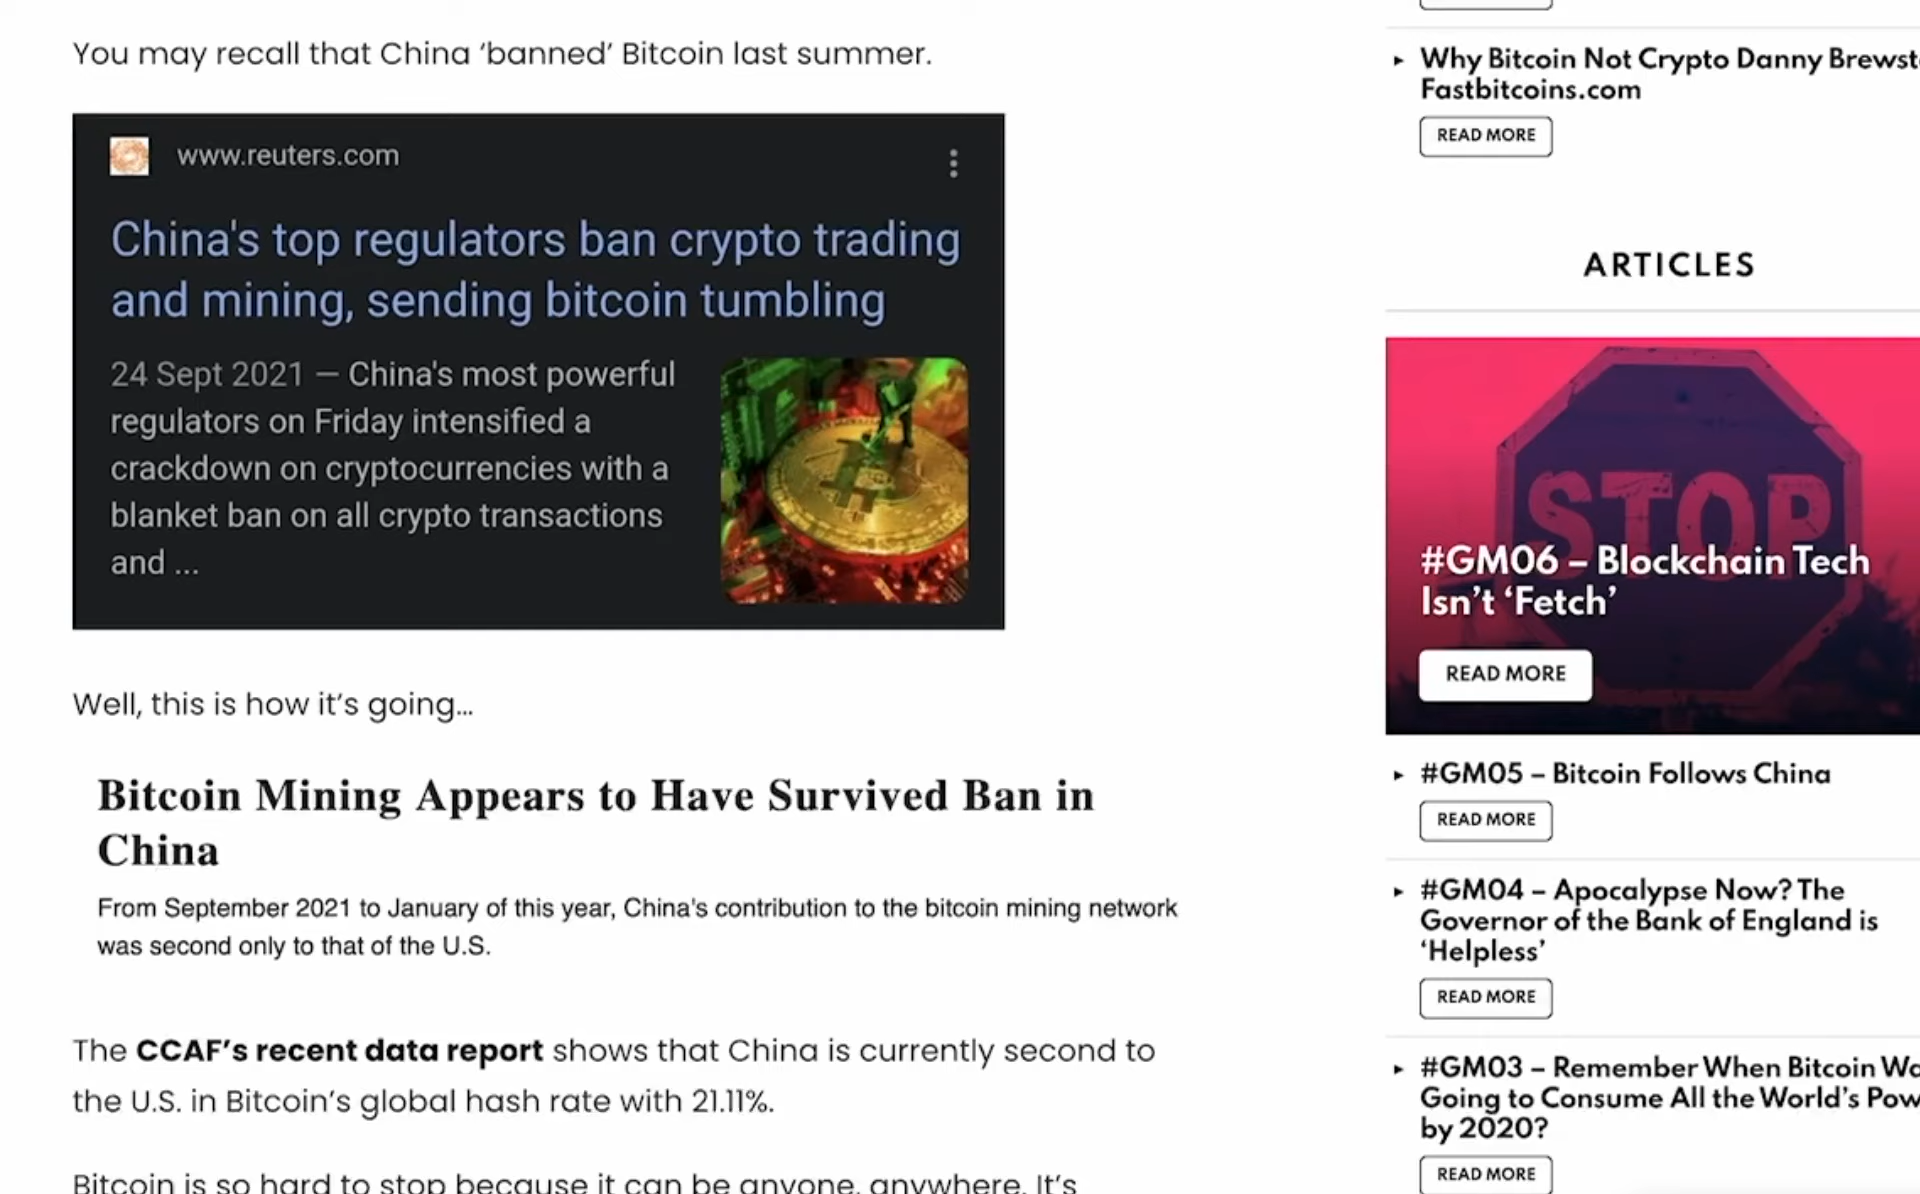 You may recall that China ‘banned’ Bitcoin last summer.
www.reuters.com
China's top regulators ban crypto trading
and mining, sending bitcoin tumbling
24 Sept 2021 — China's most powerful
regulators on Friday intensified a
crackdown on cryptocurrencies with a
blanket ban on all crypto transactions
and ...
Well, this is how it’s going…
Bitcoin Mining Appears to Have Survived Ban in
China
From September 2021 to January of this year, China's contribution to the bitcoin mining network
was second only to that of the U.S.
The CCAF’s recent data report shows that China is currently second to
the U.S. in Bitcoin’s global hash rate with 21.11%.
Bitcoin is so hard to stop because it can be anyone, anywhere. It’s
Why Bitcoin Not Crypto Danny Brewst
Fastbitcoins.com
READ MORE
ARTICLES
STOP
#GM06 – Blockchain Tech
Isn’t ‘Fetch’
READ MORE
#GM05 – Bitcoin Follows China
READ MORE
#GM04 – Apocalypse Now? The
Governor of the Bank of England is
‘Helpless’
READ MORE
#GM03 – Remember When Bitcoin Wa
Going to Consume All the World’s Pow
by 2020?
READ MORE